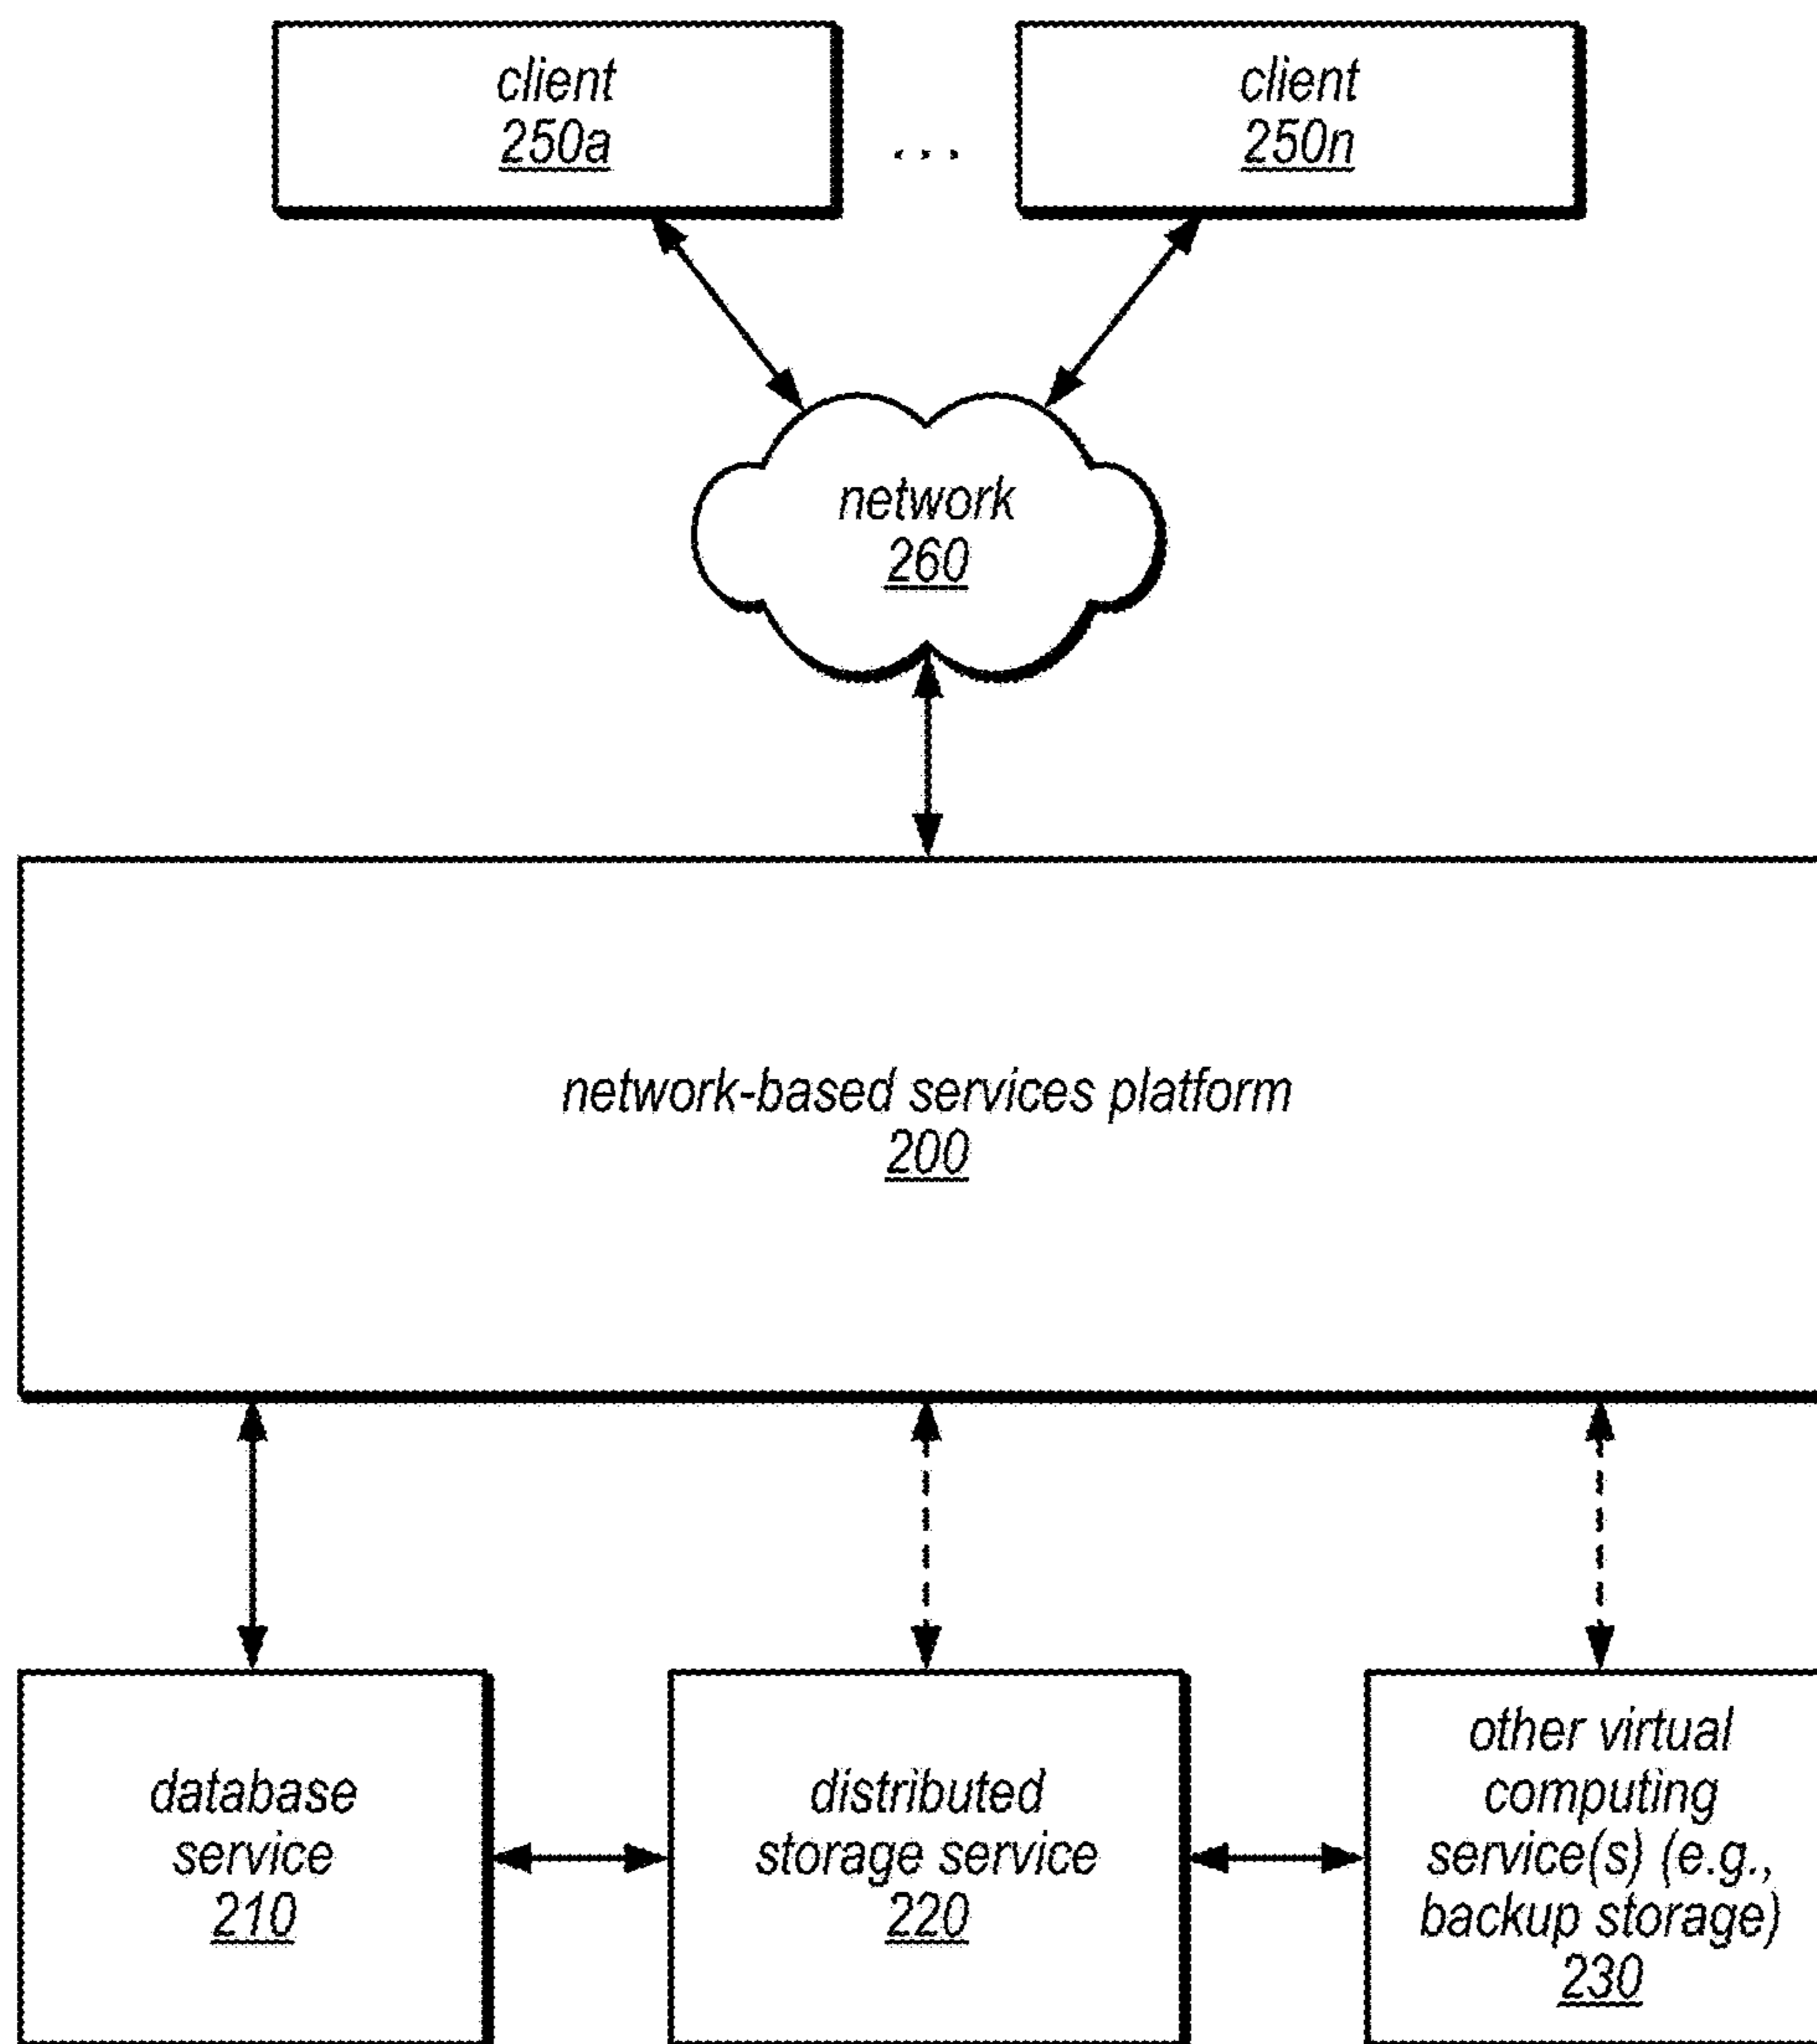 client
250a
...
client
250n
network
260
network-based services platform
200
database
service
210
distributed
storage service
220
other virtual
computing
service(s) (e.g.,
backup storage)
230